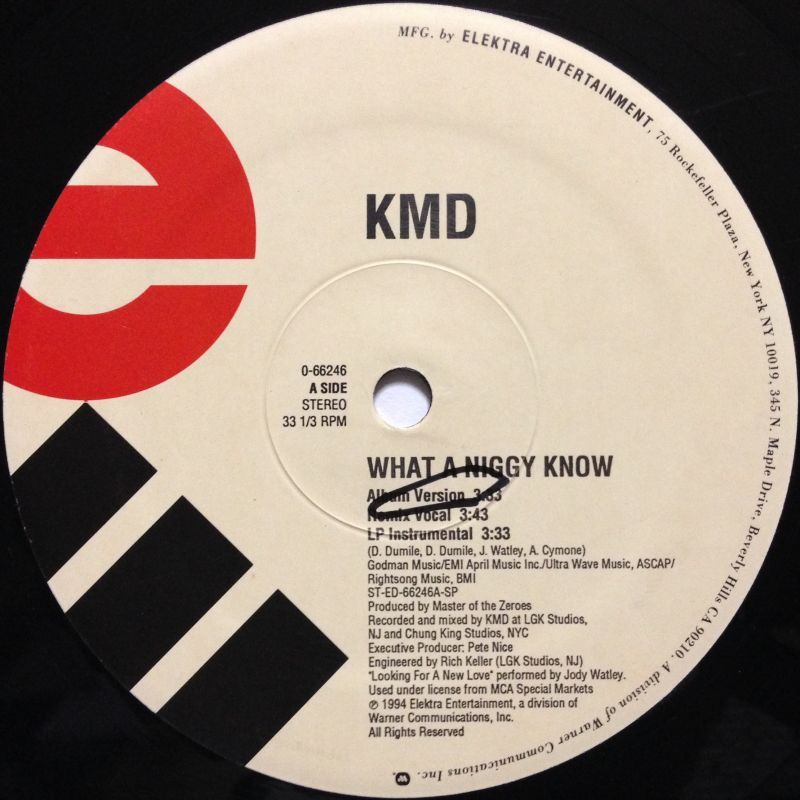 MFG. by ELEKTRA ENTERTAINMENT, 75 Rockefeller Plaza, New York NY 10019, 345 N. Maple Drive, Beverly Hills CA 90210. A division of Warner Communications Inc.
e
KMD
0-66246
A SIDE
STEREO
33 1/3 RPM
WHAT A NIGGY KNOW
Album Version 3:33
Remix Vocal 3:43
LP Instrumental 3:33
(D. Dumile, D. Dumile, J. Watley, A. Cymone)
Godman Music/EMI April Music Inc./Ultra Wave Music, ASCAP/
Rightsong Music, BMI
ST-ED-66246A-SP
Produced by Master of the Zeroes
Recorded and mixed by KMD at LGK Studios,
NJ and Chung King Studios, NYC
Executive Producer: Pete Nice
Engineered by Rich Keller (LGK Studios, NJ)
"Looking For A New Love" performed by Jody Watley.
Used under license from MCA Special Markets
℗ 1994 Elektra Entertainment, a division of
Warner Communications, Inc.
All Rights Reserved